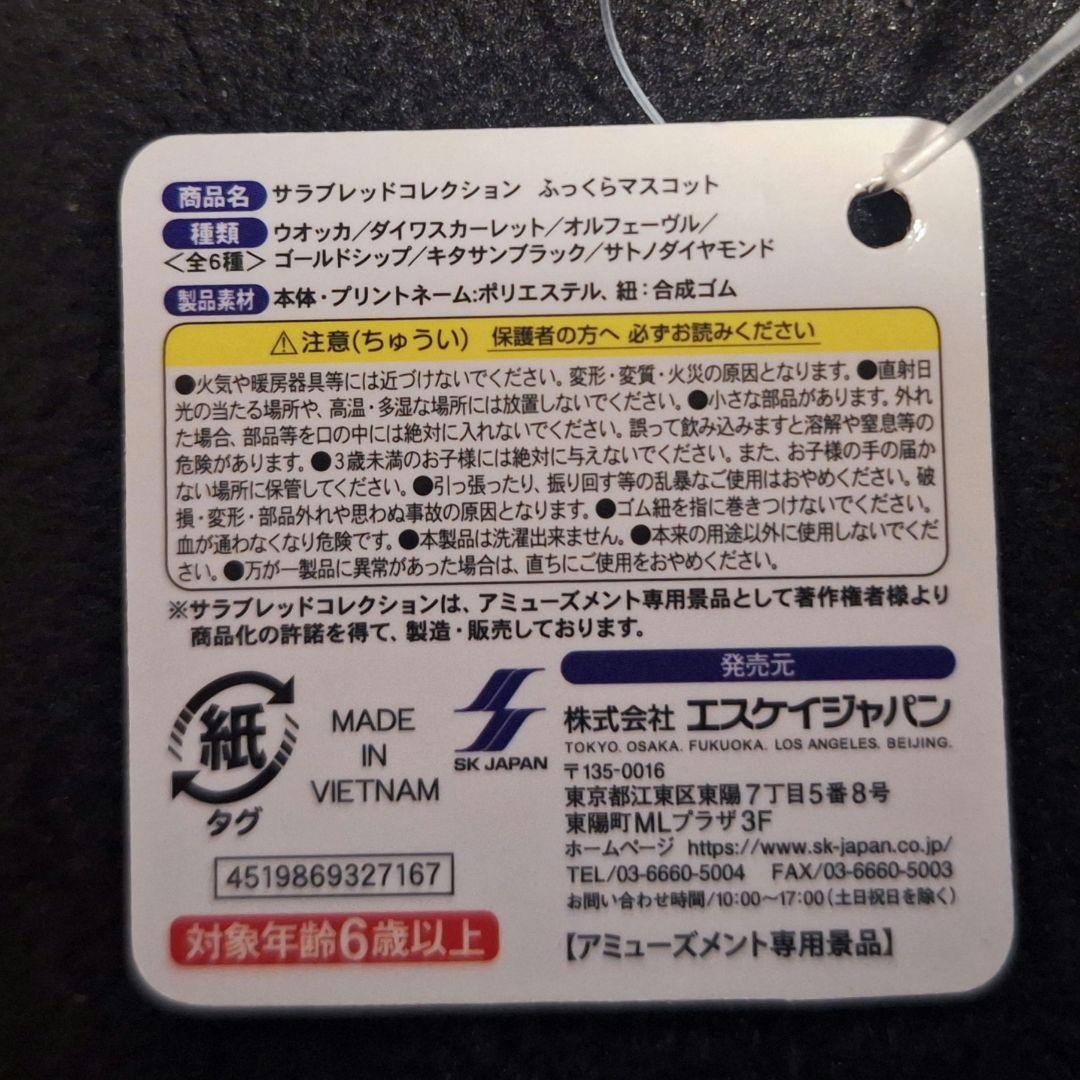 商品名 サラブレッドコレクション ふっくらマスコット
種類 ウオッカ/ダイワスカーレット/オルフェーヴル/
<全6種> ゴールドシップ/キタサンブラック/サトノダイヤモンド
製品素材 本体・プリントネーム:ポリエステル、紐:合成ゴム
⚠注意(ちゅうい) 保護者の方へ 必ずお読みください
●火気や暖房器具等には近づけないでください。変形・変質・火災の原因となります。●直射日
光の当たる場所や、高温・多湿な場所には放置しないでください。●小さな部品があります。外れ
た場合、部品等を口の中には絶対に入れないでください。誤って飲み込みますと溶解や窒息等の
危険があります。●3歳未満のお子様には絶対に与えないでください。また、お子様の手の届か
ない場所に保管してください。●引っ張ったり、振り回す等の乱暴なご使用はおやめください。破
損・変形・部品外れや思わぬ事故の原因となります。●ゴム紐を指に巻きつけないでください。
血が通わなくなり危険です。●本製品は洗濯出来ません。●本来の用途以外に使用しないでくだ
さい。●万が一製品に異常があった場合は、直ちにご使用をおやめください。
※サラブレッドコレクションは、アミューズメント専用景品として著作権者様より
商品化の許諾を得て、製造・販売しております。
紙
タグ
MADE
IN
VIETNAM
4519869327167
対象年齢6歳以上
SK JAPAN
発売元
株式会社 エスケイジャパン
TOKYO. OSAKA. FUKUOKA. LOS ANGELES. BEIJING.
〒135-0016
東京都江東区東陽7丁目5番8号
東陽町MLプラザ3F
ホームページ https://www.sk-japan.co.jp/
TEL/03-6660-5004 FAX/03-6660-5003
お問い合わせ時間/10:00~17:00(土日祝日を除く)
【アミューズメント専用景品】